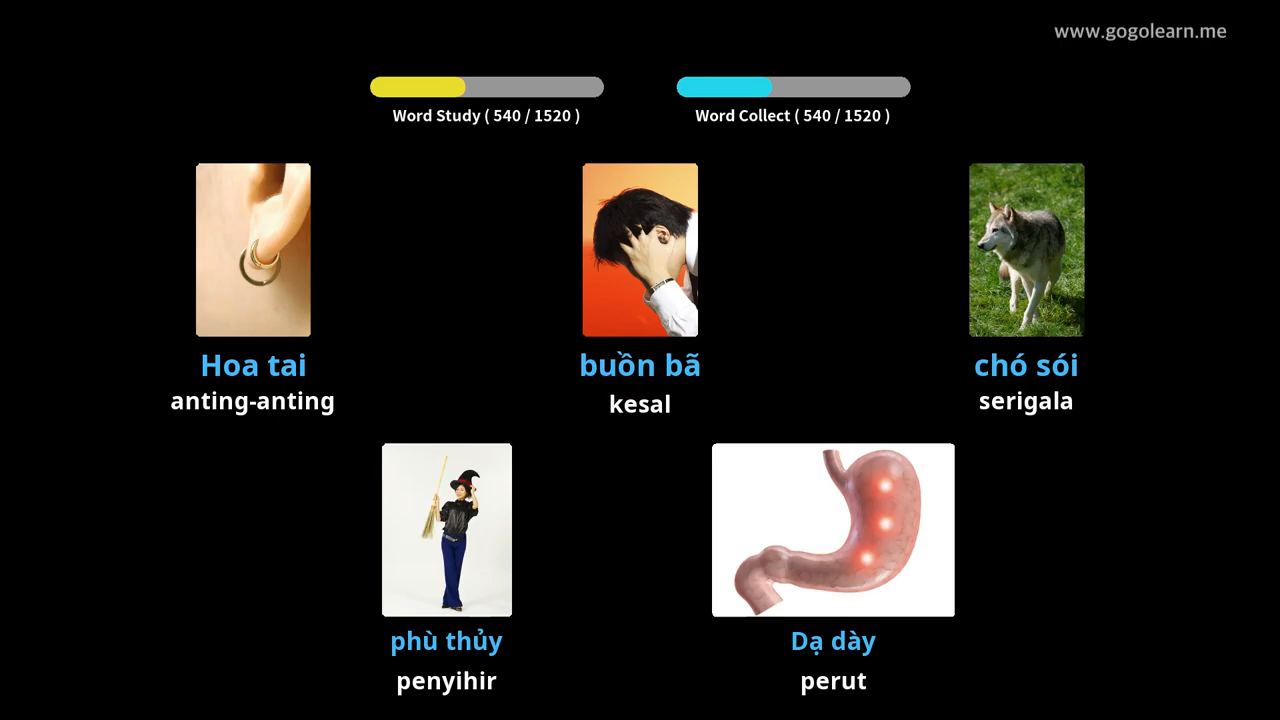 www.gogolearn.me
Word Study ( 540 / 1520 )
Word Collect ( 540 / 1520 )
Hoa tai
anting-anting
buồn bã
kesal
chó sói
serigala
phù thủy
penyihir
Dạ dày
perut